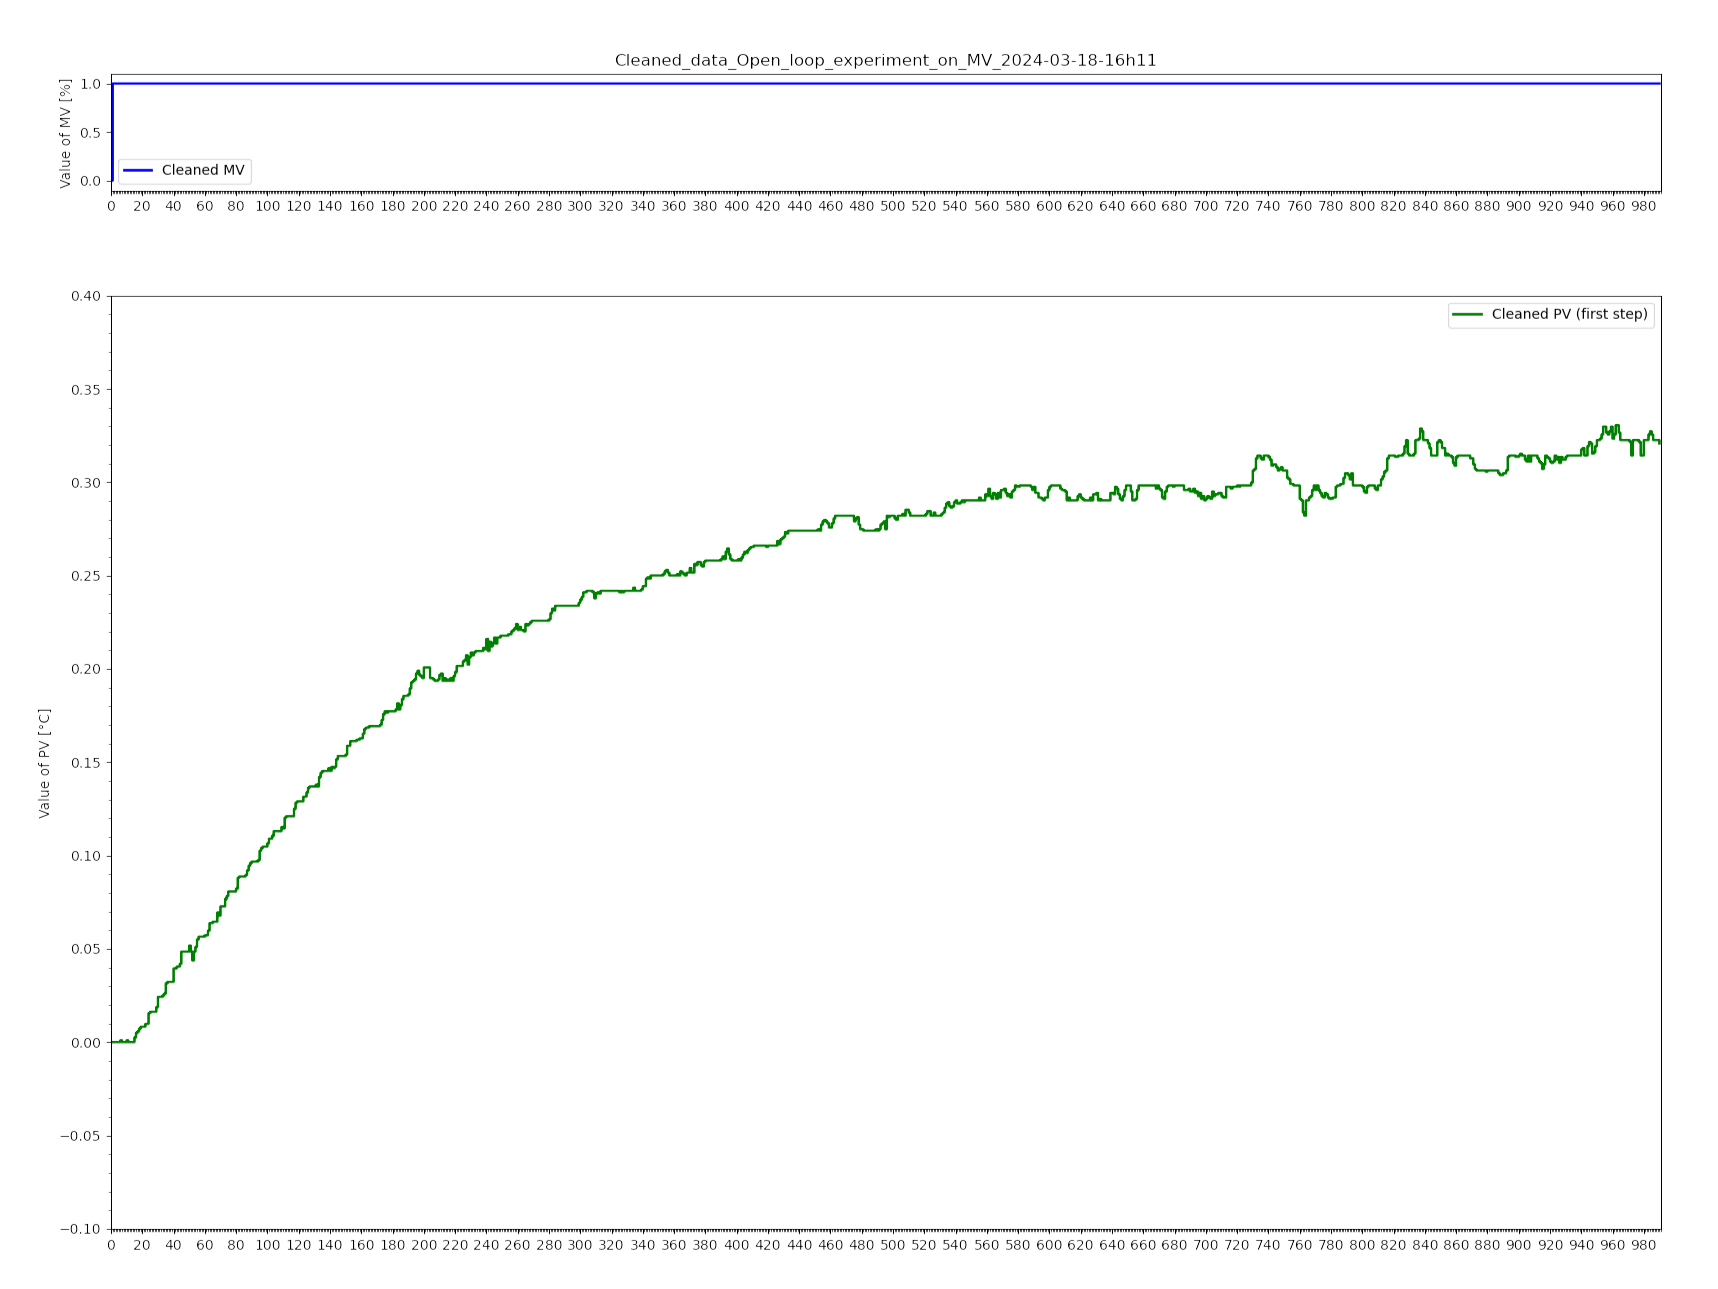 Cleaned_data_Open_loop_experiment_on_MV_2024-03-18-16h11
Value of MV [%]
1.0
0.5
0.0
Cleaned MV
0 20 40 60 80 100 120 140 160 180 200 220 240 260 280 300 320 340 360 380 400 420 440 460 480 500 520 540 560 580 600 620 640 660 680 700 720 740 760 780 800 820 840 860 880 900 920 940 960 980
Cleaned PV (first step)
Value of PV [°C]
0.40
0.35
0.30
0.25
0.20
0.15
0.10
0.05
0.00
−0.05
−0.10
0 20 40 60 80 100 120 140 160 180 200 220 240 260 280 300 320 340 360 380 400 420 440 460 480 500 520 540 560 580 600 620 640 660 680 700 720 740 760 780 800 820 840 860 880 900 920 940 960 980